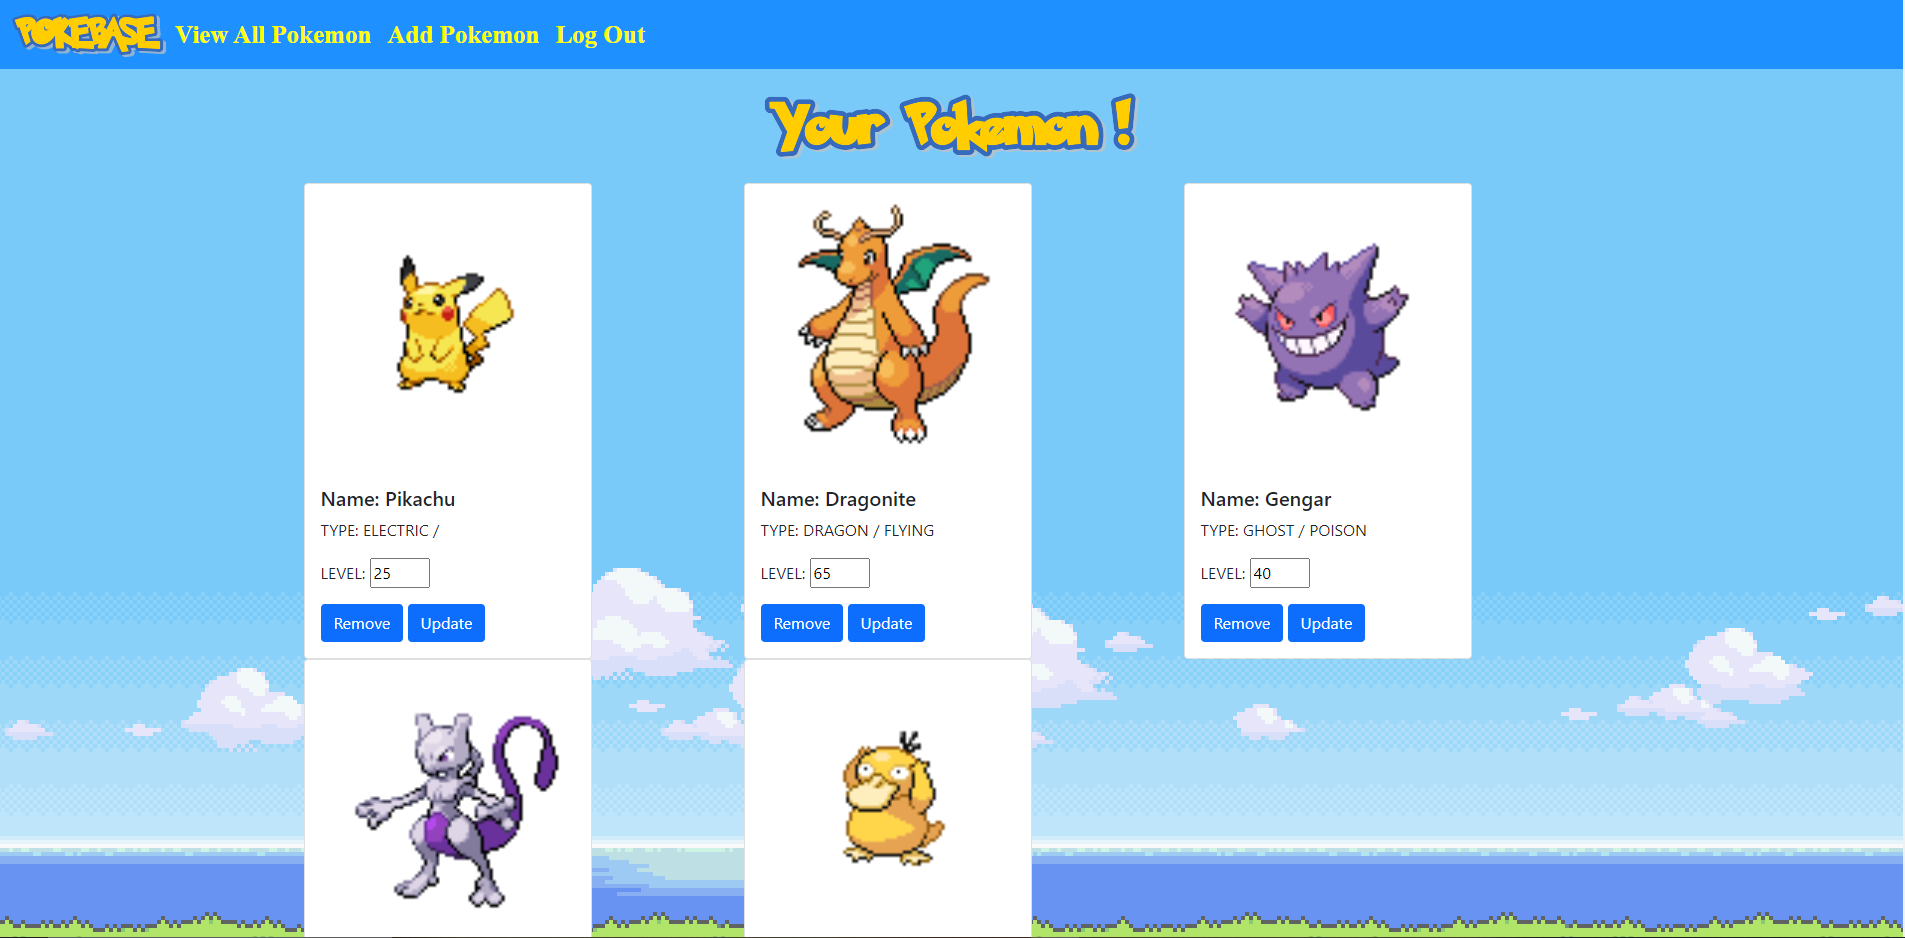 POKEBASE View All Pokemon Add Pokemon Log Out
Your Pokemon !
Name: Pikachu
TYPE: ELECTRIC /
LEVEL: 25
Remove Update
Name: Dragonite
TYPE: DRAGON / FLYING
LEVEL: 65
Remove Update
Name: Gengar
TYPE: GHOST / POISON
LEVEL: 40
Remove Update